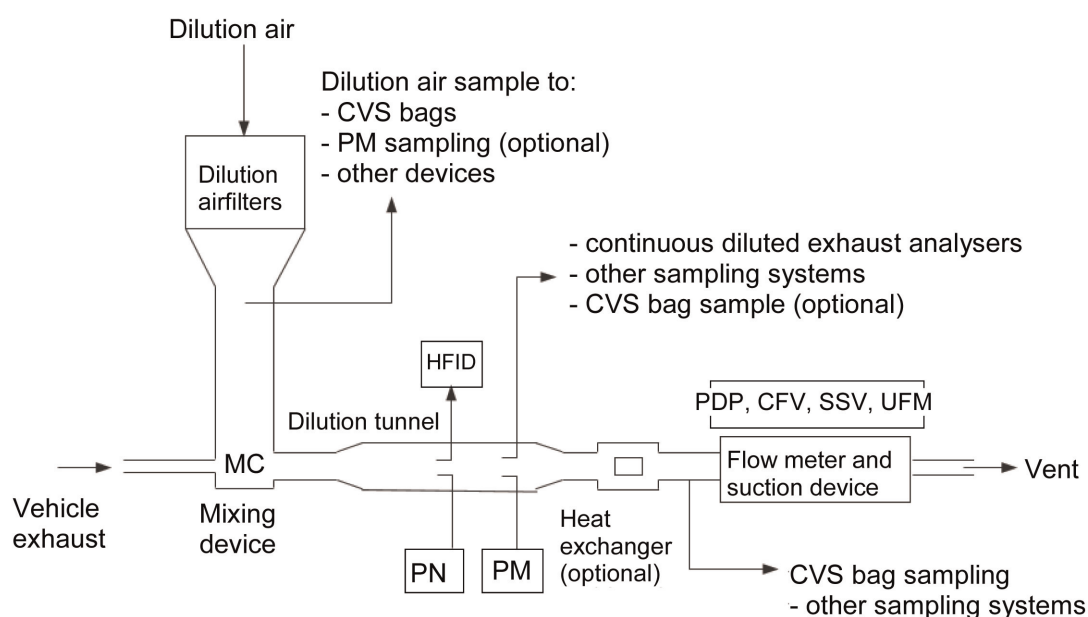 Dilution air
Dilution air sample to:
- CVS bags
- PM sampling (optional)
- other devices
Dilution
airfilters
- continuous diluted exhaust analysers
- other sampling systems
- CVS bag sample (optional)
HFID
PDP, CFV, SSV, UFM
Dilution tunnel
MC
Flow meter and
suction device
Vent
Vehicle
exhaust
Mixing
device
Heat
exchanger
(optional)
PN
PM
CVS bag sampling
- other sampling systems